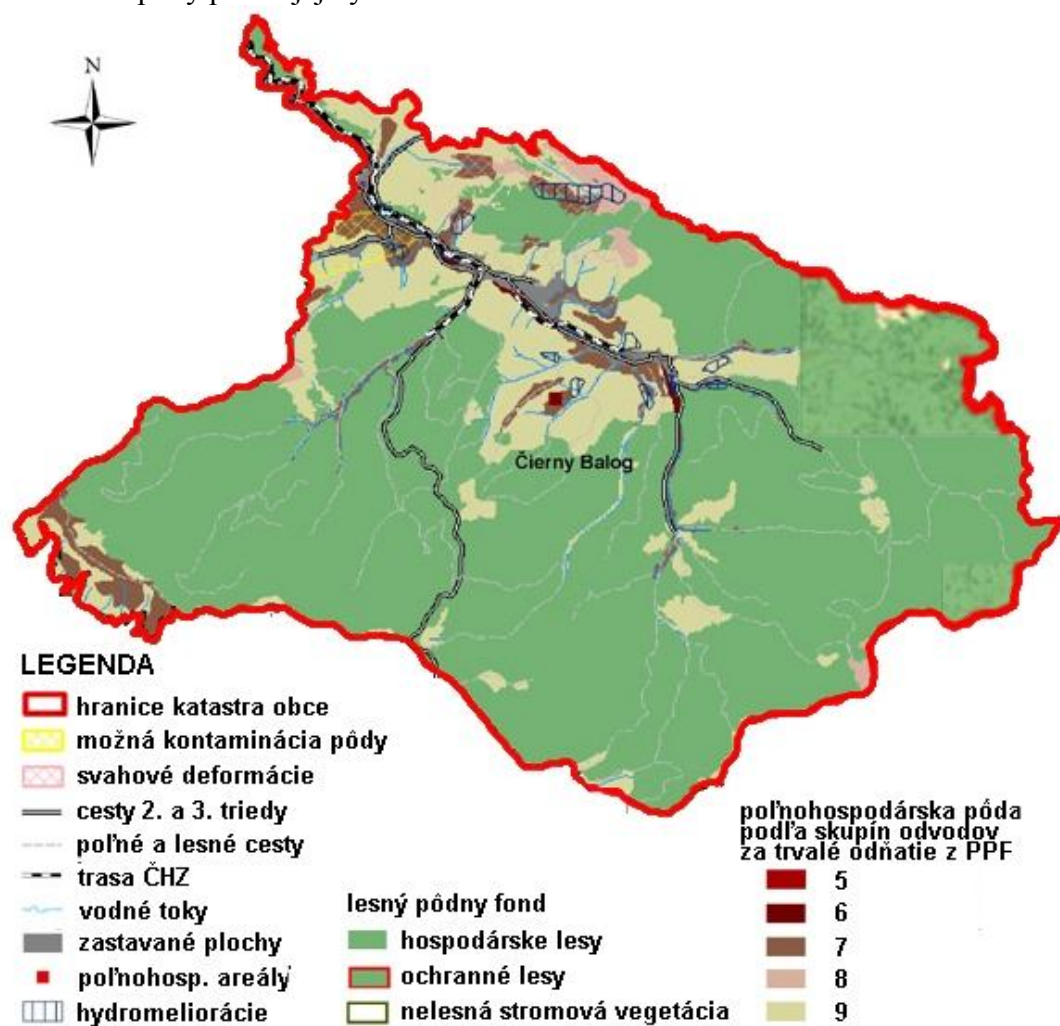 N
Čierny Balog
LEGENDA
hranice katastra obce
možná kontaminácia pôdy
svahové deformácie
cesty 2. a 3. triedy
poľné a lesné cesty
trasa ČHZ
vodné toky
zastavané plochy
poľnohosp. areály
hydromeliorácie
lesný pôdny fond
hospodárske lesy
ochranné lesy
nelesná stromová vegetácia
poľnohospodárska pôda
podľa skupín odvodov
za trvalé odňatie z PPF
5
6
7
8
9